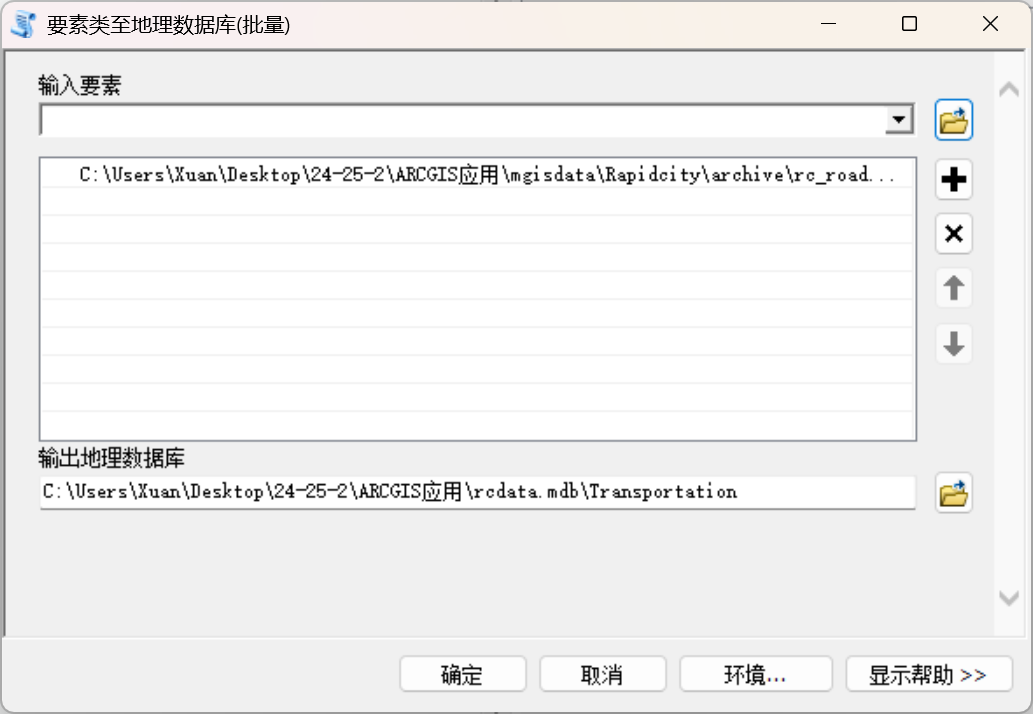 要素类至地理数据库(批量)
输入要素
C:\Users\Xuan\Desktop\24-25-2\ARCGIS应用\mgisdata\Rapidcity\archive\rc_road...
输出地理数据库
C:\Users\Xuan\Desktop\24-25-2\ARCGIS应用\rcdata.mdb\Transportation
确定 取消 环境... 显示帮助 >>